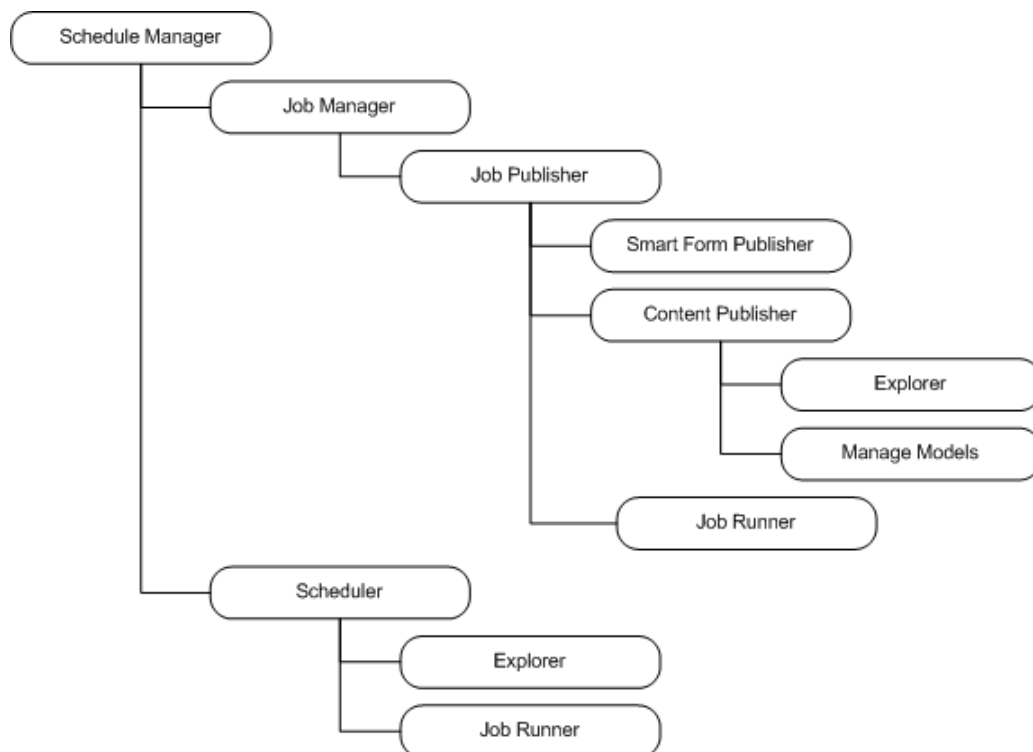 Schedule Manager
Job Manager
Job Publisher
Smart Form Publisher
Content Publisher
Explorer
Manage Models
Job Runner
Scheduler
Explorer
Job Runner